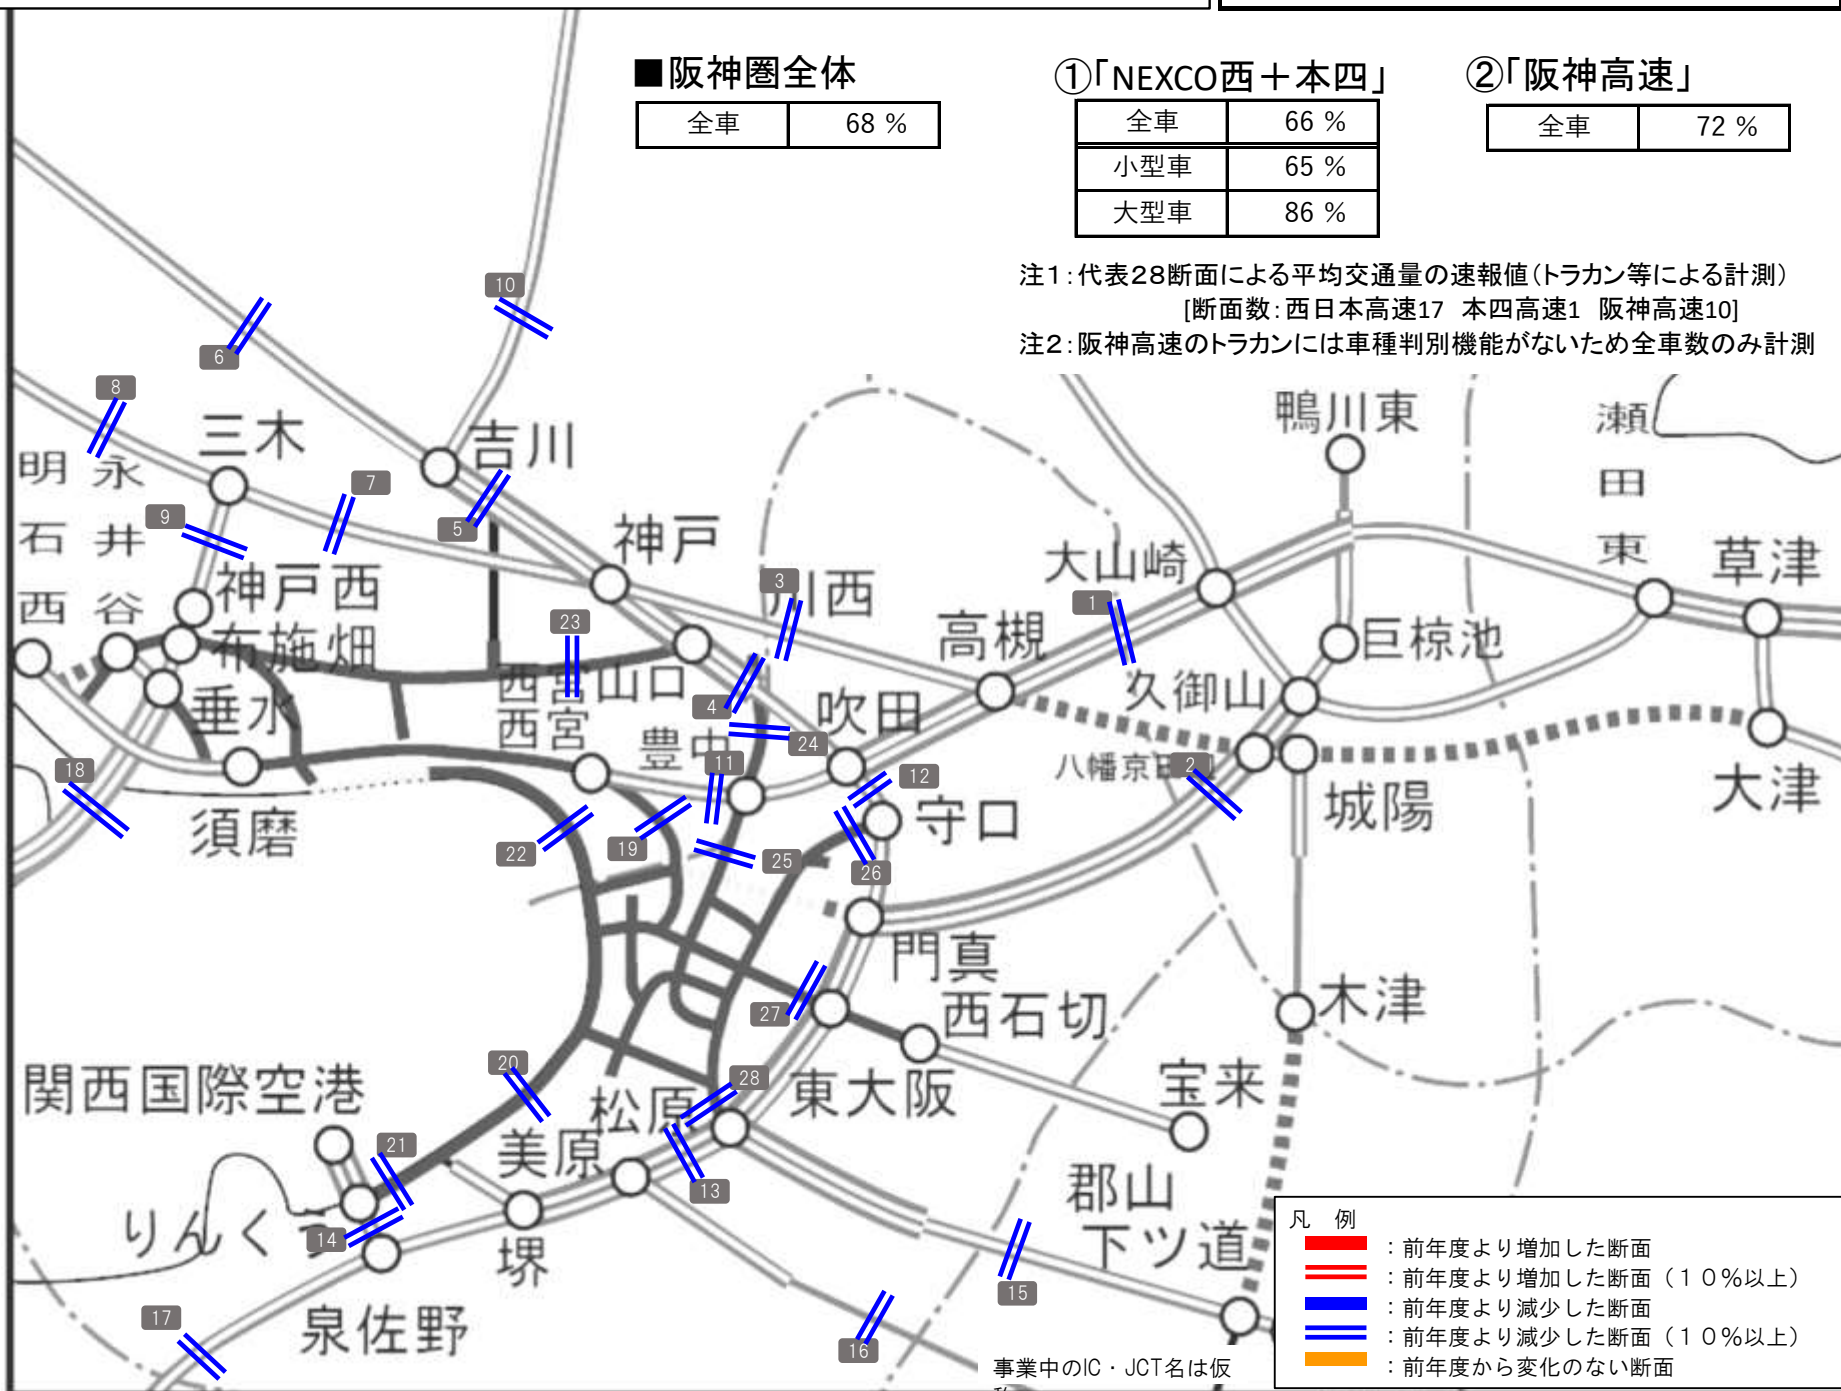 ■阪神圏全体
全車 68 %
①「NEXCO西＋本四」
全車 66 %
小型車 65 %
大型車 86 %
②「阪神高速」
全車 72 %
注1：代表28断面による平均交通量の速報値（トラカン等による計測）
[断面数：西日本高速17 本四高速1 阪神高速10]
注2：阪神高速のトラカンには車種判別機能がないため全車数のみ計測
10
6
8
三木
吉川
鴨川東
瀬田東
明石西
永井谷
7
9
5
神戸
大山崎
草津
神戸西
3
川西
1
布施畑
23
高槻
巨椋池
西宮山口
久御山
垂水
4
西宮
吹田
豊中
24
18
11
12
八幡京田辺
2
城陽
大津
須磨
守口
22
19
25
26
門真
27
西石切
木津
関西国際空港
20
松原
28
東大阪
宝来
21
美原
13
郡山下ツ道
りんくう
14
堺
15
17
泉佐野
16
事業中のIC・JCT名は仮
凡 例
：前年度より増加した断面
：前年度より増加した断面（１０％以上）
：前年度より減少した断面
：前年度より減少した断面（１０％以上）
：前年度から変化のない断面